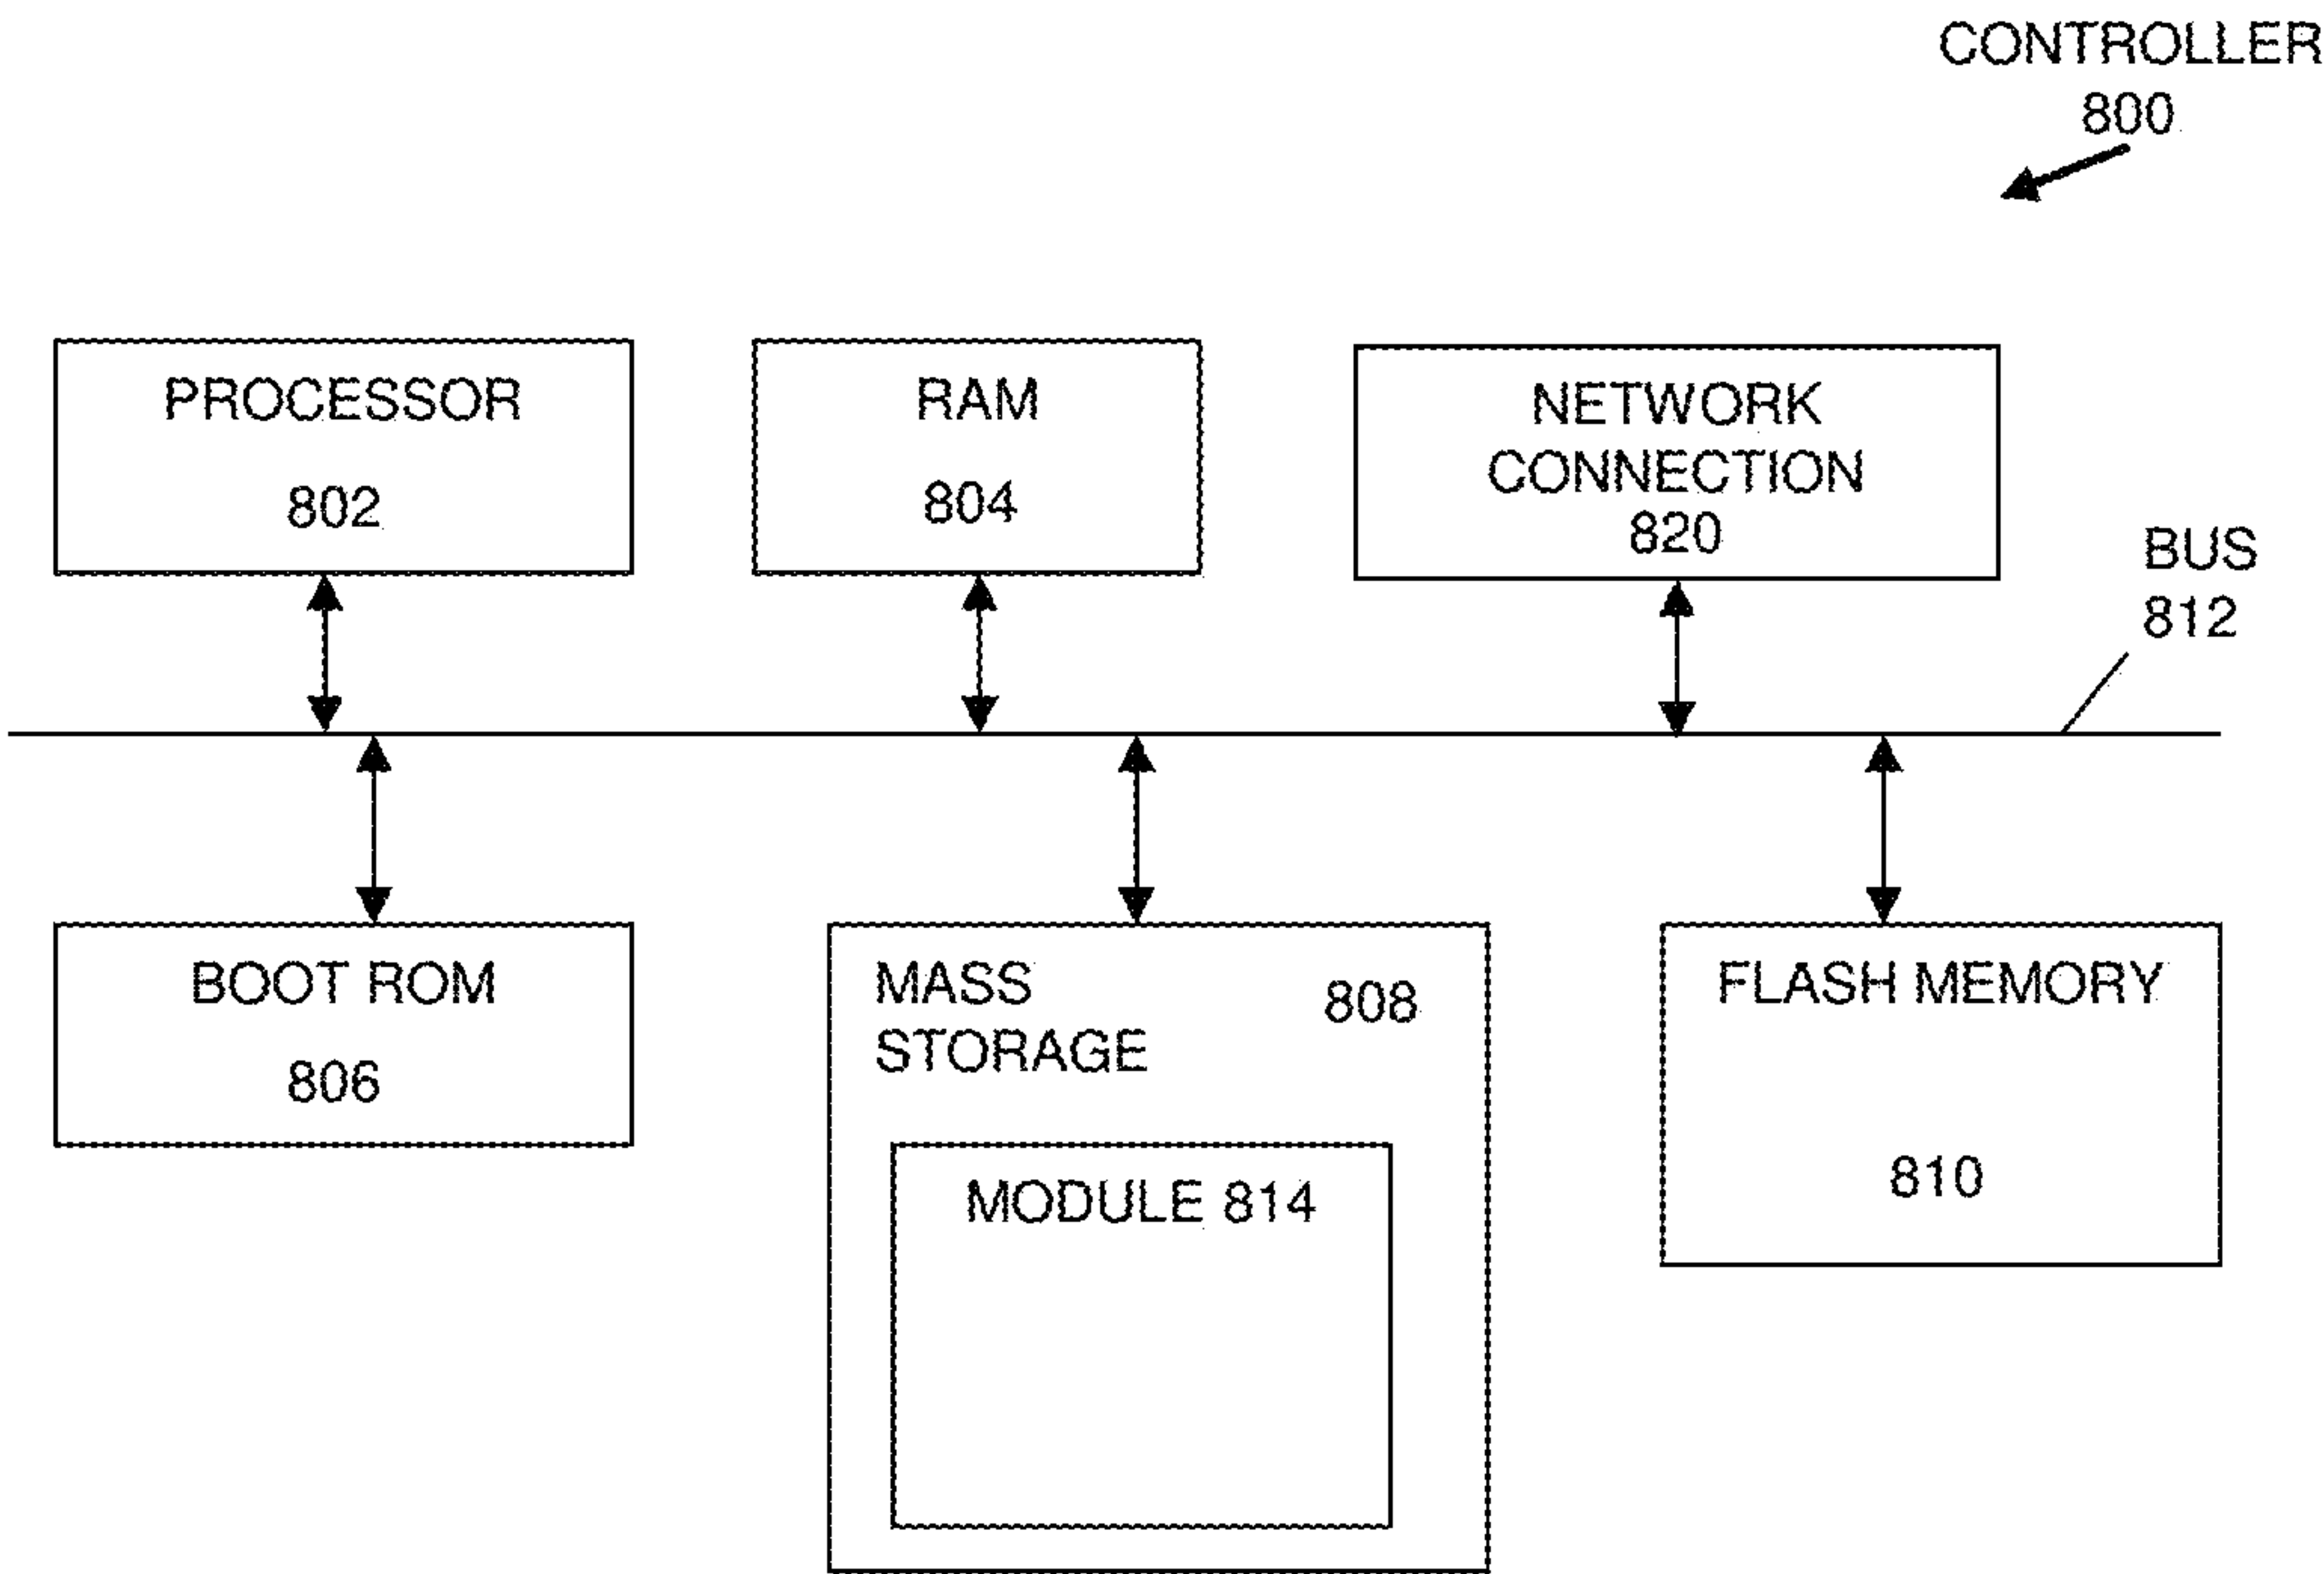 CONTROLLER
800
PROCESSOR
802
RAM
804
NETWORK
CONNECTION
820
BUS
812
BOOT ROM
806
MASS
STORAGE
808
MODULE 814
FLASH MEMORY
810